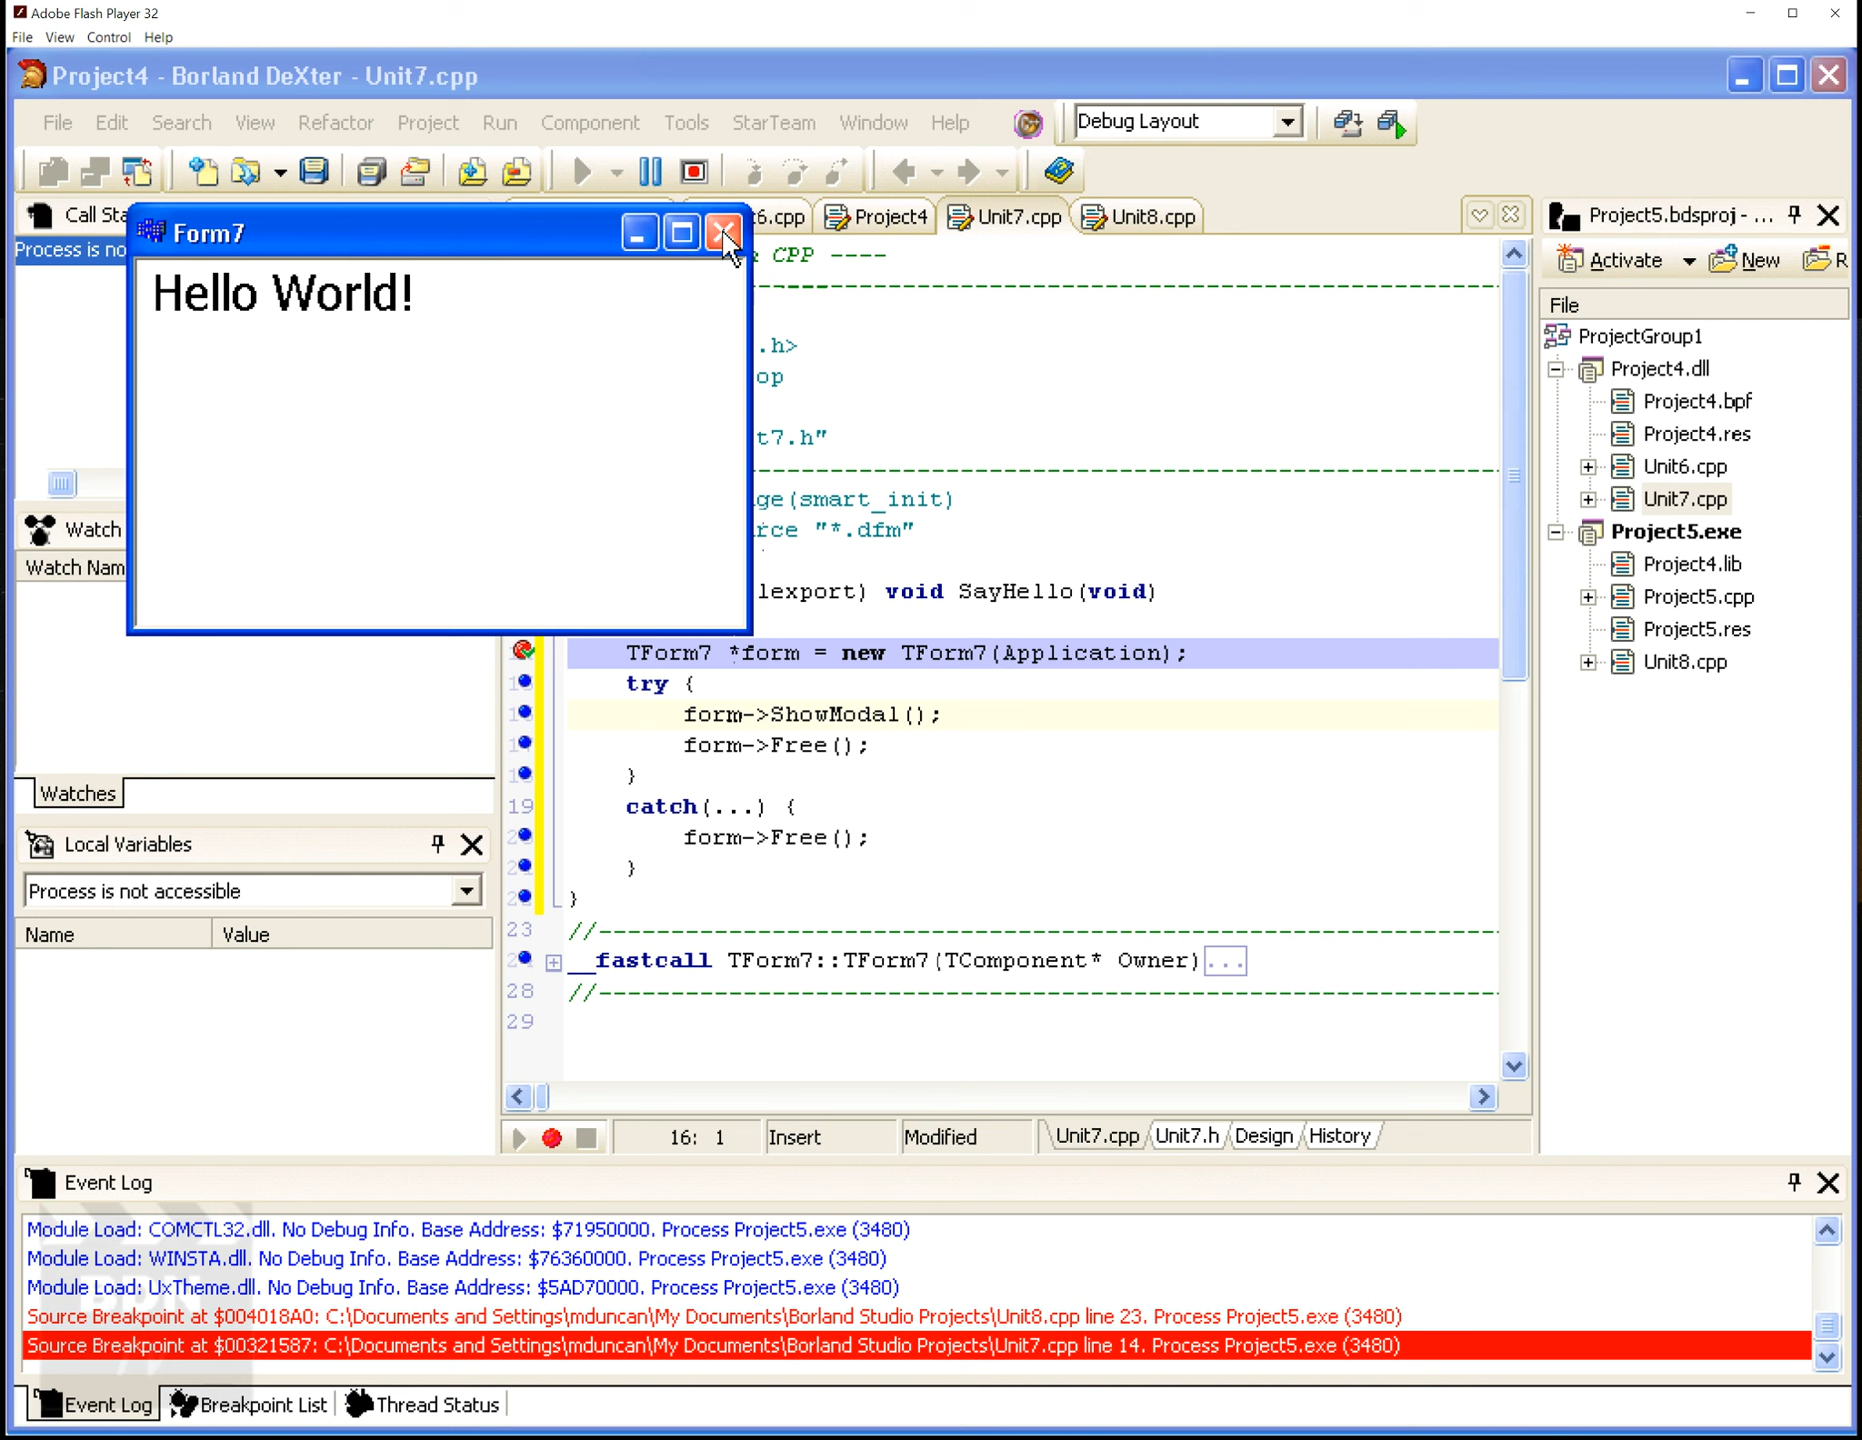 Adobe Flash Player 32
File View Control Help
Project4 - Borland DeXter - Unit7.cpp
File Edit Search View Refactor Project Run Component Tools StarTeam Window Help
Debug Layout
Call Sta
Process is no
Form7
Hello World!
t6.cpp Project4 Unit7.cpp Unit8.cpp
CPP ----
.h>
op
t7.h"
ge(smart_init)
rce "*.dfm"
lexport) void SayHello(void)
TForm7 *form = new TForm7(Application);
try {
form->ShowModal();
form->Free();
}
19 catch(...) {
form->Free();
}
}
23 //----------------------------------------------------------------
__fastcall TForm7::TForm7(TComponent* Owner)...
28 //----------------------------------------------------------------
29
Project5.bdsproj - ...
Activate New R
File
ProjectGroup1
Project4.dll
Project4.bpf
Project4.res
Unit6.cpp
Unit7.cpp
Project5.exe
Project4.lib
Project5.cpp
Project5.res
Unit8.cpp
Watch
Watch Nam
Watches
Local Variables
Process is not accessible
Name Value
16: 1 Insert Modified Unit7.cpp Unit7.h Design History
Event Log
Module Load: COMCTL32.dll. No Debug Info. Base Address: $71950000. Process Project5.exe (3480)
Module Load: WINSTA.dll. No Debug Info. Base Address: $76360000. Process Project5.exe (3480)
Module Load: UxTheme.dll. No Debug Info. Base Address: $5AD70000. Process Project5.exe (3480)
Source Breakpoint at $004018A0: C:\Documents and Settings\mduncan\My Documents\Borland Studio Projects\Unit8.cpp line 23. Process Project5.exe (3480)
Source Breakpoint at $00321587: C:\Documents and Settings\mduncan\My Documents\Borland Studio Projects\Unit7.cpp line 14. Process Project5.exe (3480)
Event Log Breakpoint List Thread Status